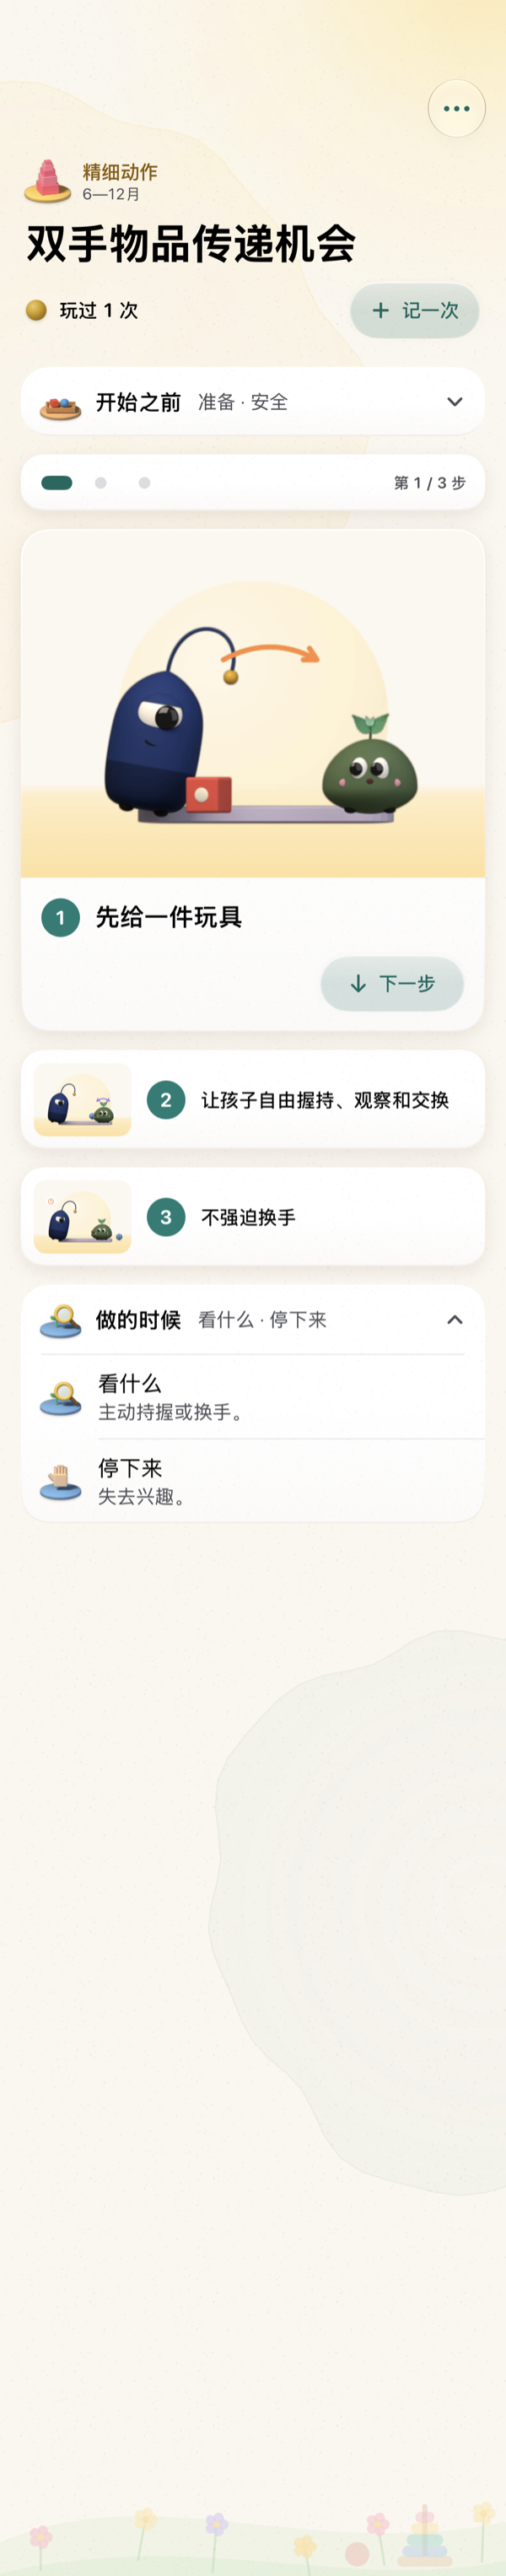 精细动作
6—12月
双手物品传递机会
玩过 1 次
+ 记一次
开始之前 准备 · 安全
第 1 / 3 步
1 先给一件玩具
↓ 下一步
2 让孩子自由握持、观察和交换
3 不强迫换手
做的时候 看什么 · 停下来
看什么
主动持握或换手。
停下来
失去兴趣。